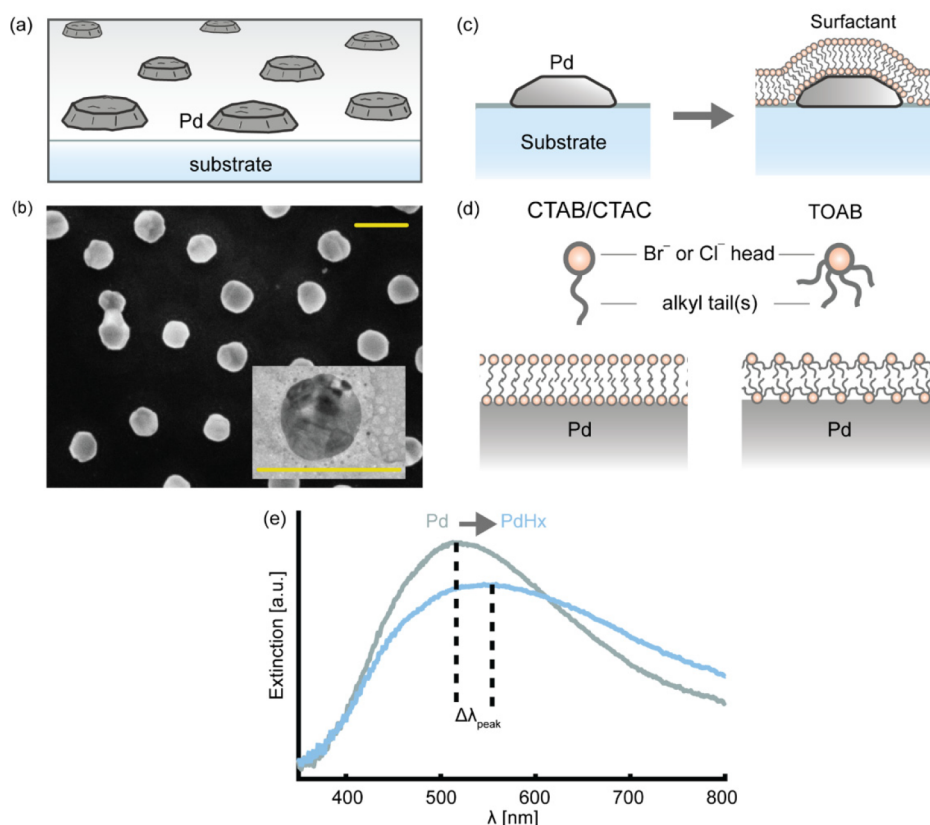 (a)
Pd
substrate
(b)
(c)
Pd
Substrate
Surfactant
(d)
CTAB/CTAC
TOAB
Br⁻ or Cl⁻ head
alkyl tail(s)
Pd
Pd
(e)
Pd
PdHx
Extinction [a.u.]
Δλpeak
400 500 600 700 800
λ [nm]